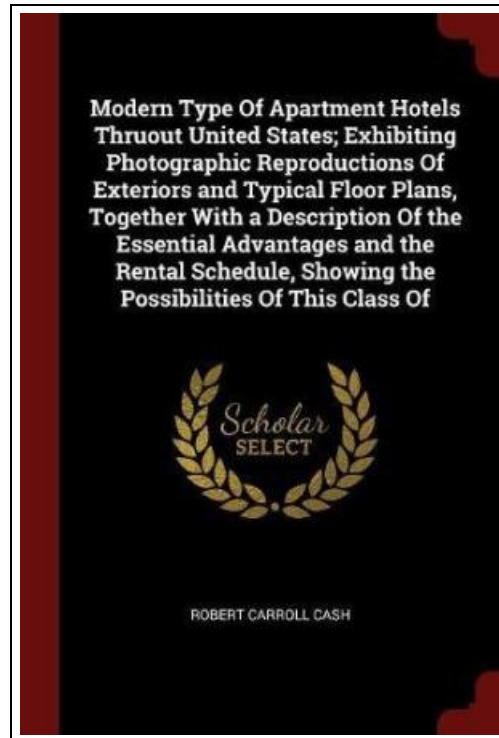 Modern Type Of Apartment Hotels
Thruout United States; Exhibiting
Photographic Reproductions Of
Exteriors and Typical Floor Plans,
Together With a Description Of the
Essential Advantages and the
Rental Schedule, Showing the
Possibilities Of This Class Of
Scholar
SELECT
ROBERT CARROLL CASH